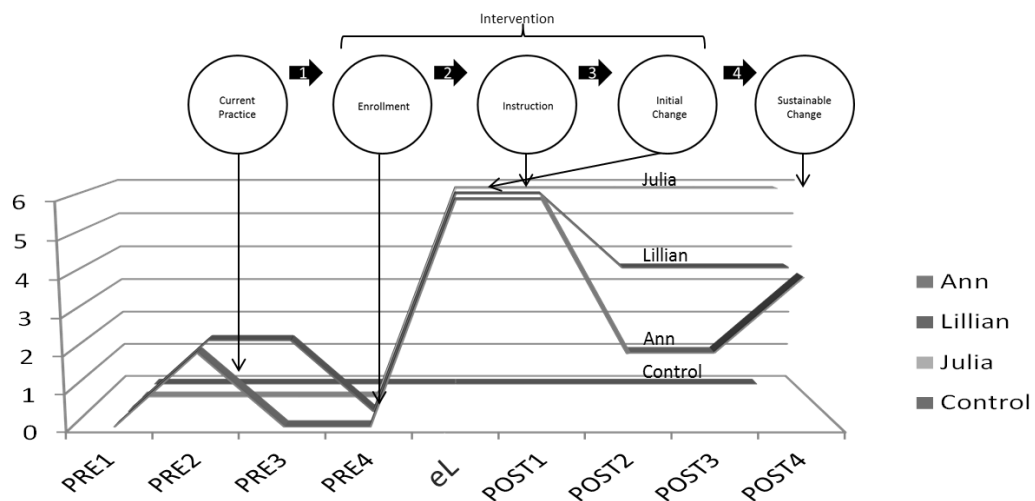 Intervention
1
2
3
4
Current
Practice
Enrollment
Instruction
Initial
Change
Sustainable
Change
6
5
4
3
2
1
0
Julia
Lillian
Ann
Control
Ann
Lillian
Julia
Control
PRE1
PRE2
PRE3
PRE4
eL
POST1
POST2
POST3
POST4